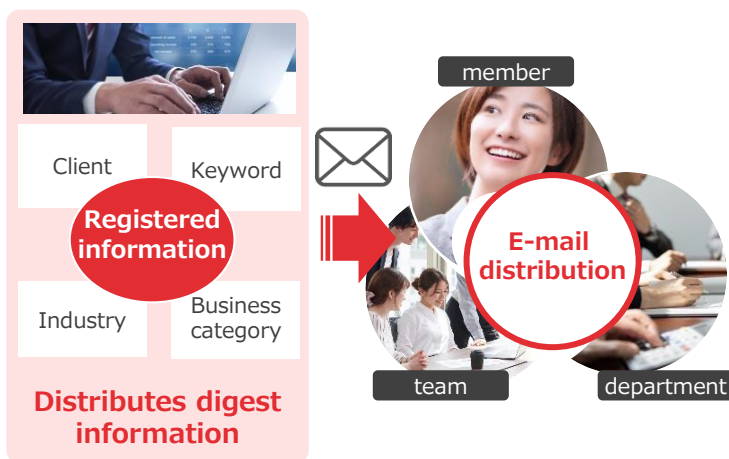 member
Client
Keyword
Registered
information
E-mail
distribution
Industry
Business
category
team
department
Distributes digest
information